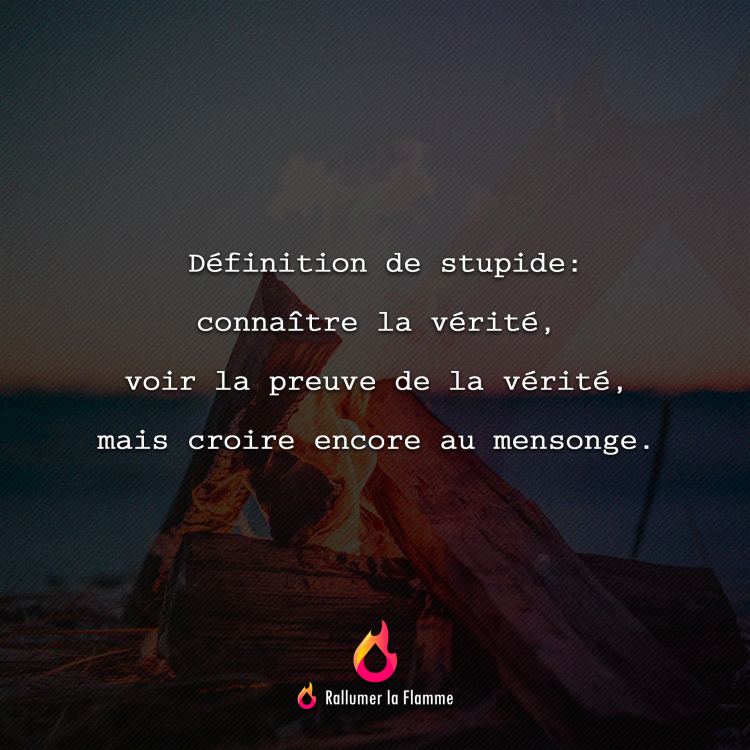 Définition de stupide:
connaître la vérité,
voir la preuve de la vérité,
mais croire encore au mensonge.
Rallumer la Flamme